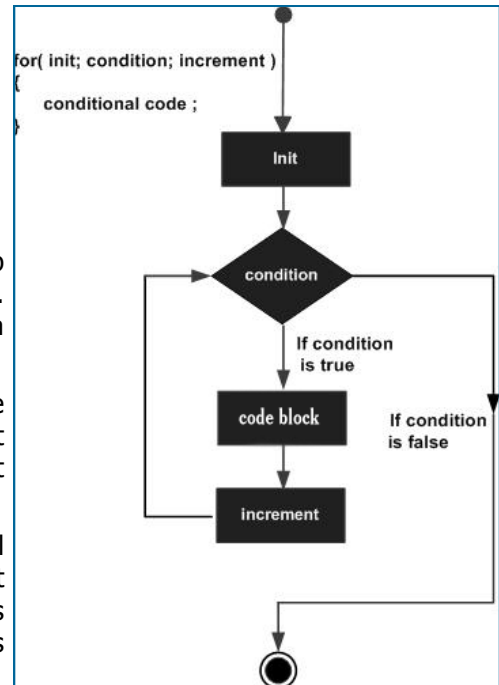 for( init; condition; increment )
{
conditional code ;
}
Init
condition
If condition
is true
code block
If condition
is false
increment